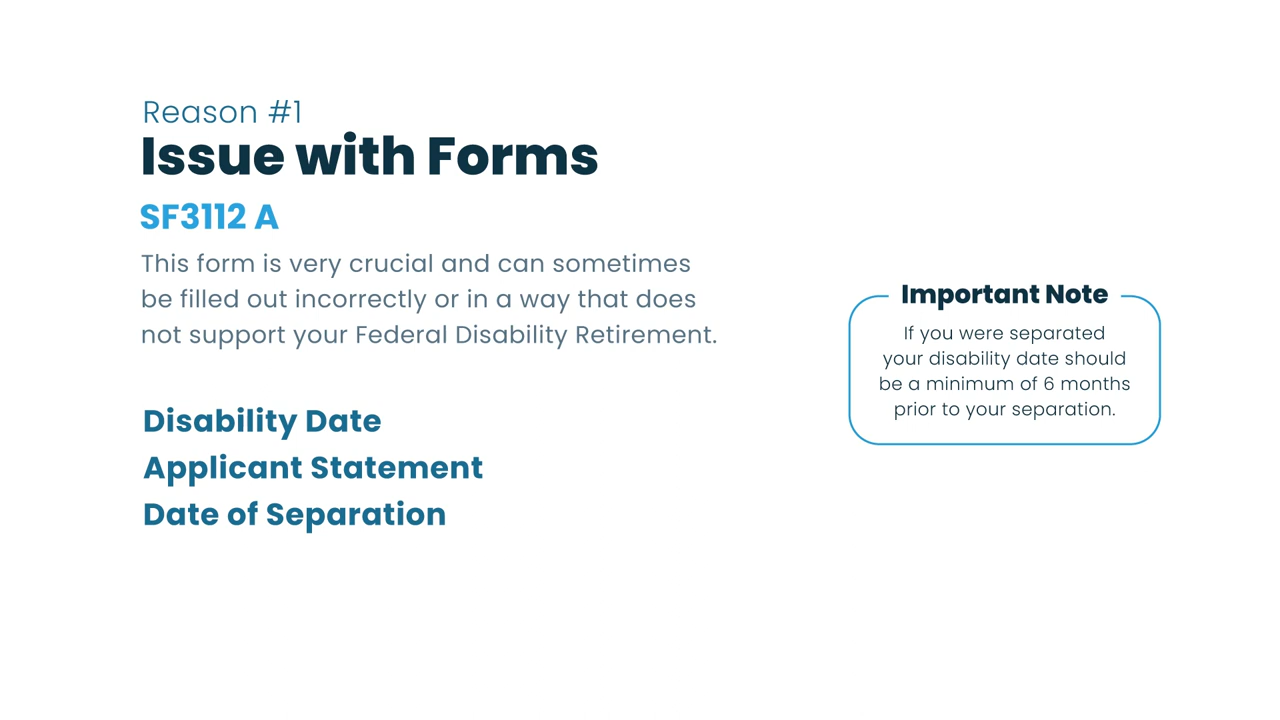 Reason #1
Issue with Forms
SF3112 A
This form is very crucial and can sometimes
be filled out incorrectly or in a way that does
not support your Federal Disability Retirement.
Disability Date
Applicant Statement
Date of Separation
Important Note
If you were separated
your disability date should
be a minimum of 6 months
prior to your separation.